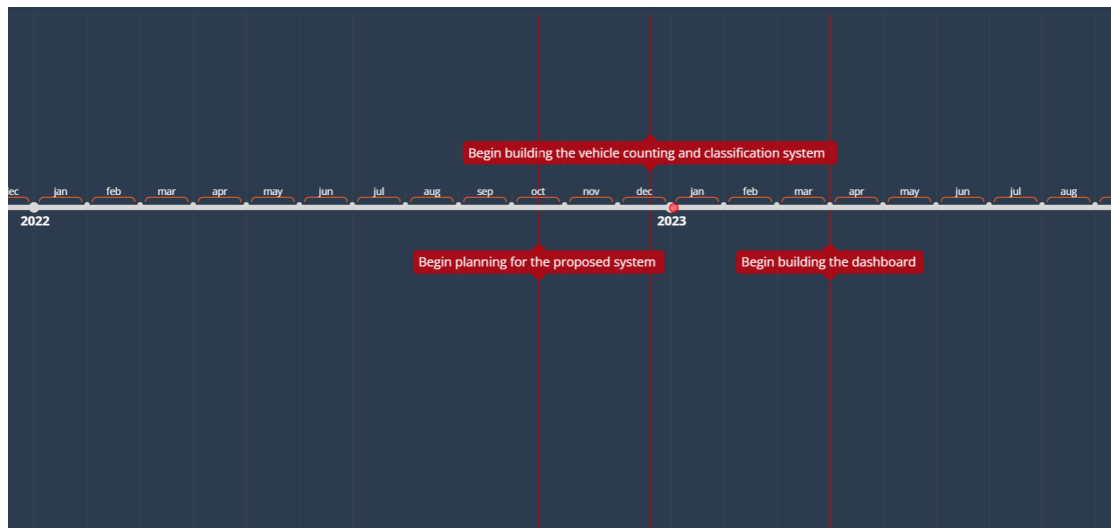 Begin building the vehicle counting and classification system
ec jan feb mar apr may jun jul aug sep oct nov dec jan feb mar apr may jun jul aug
2022 2023
Begin planning for the proposed system Begin building the dashboard